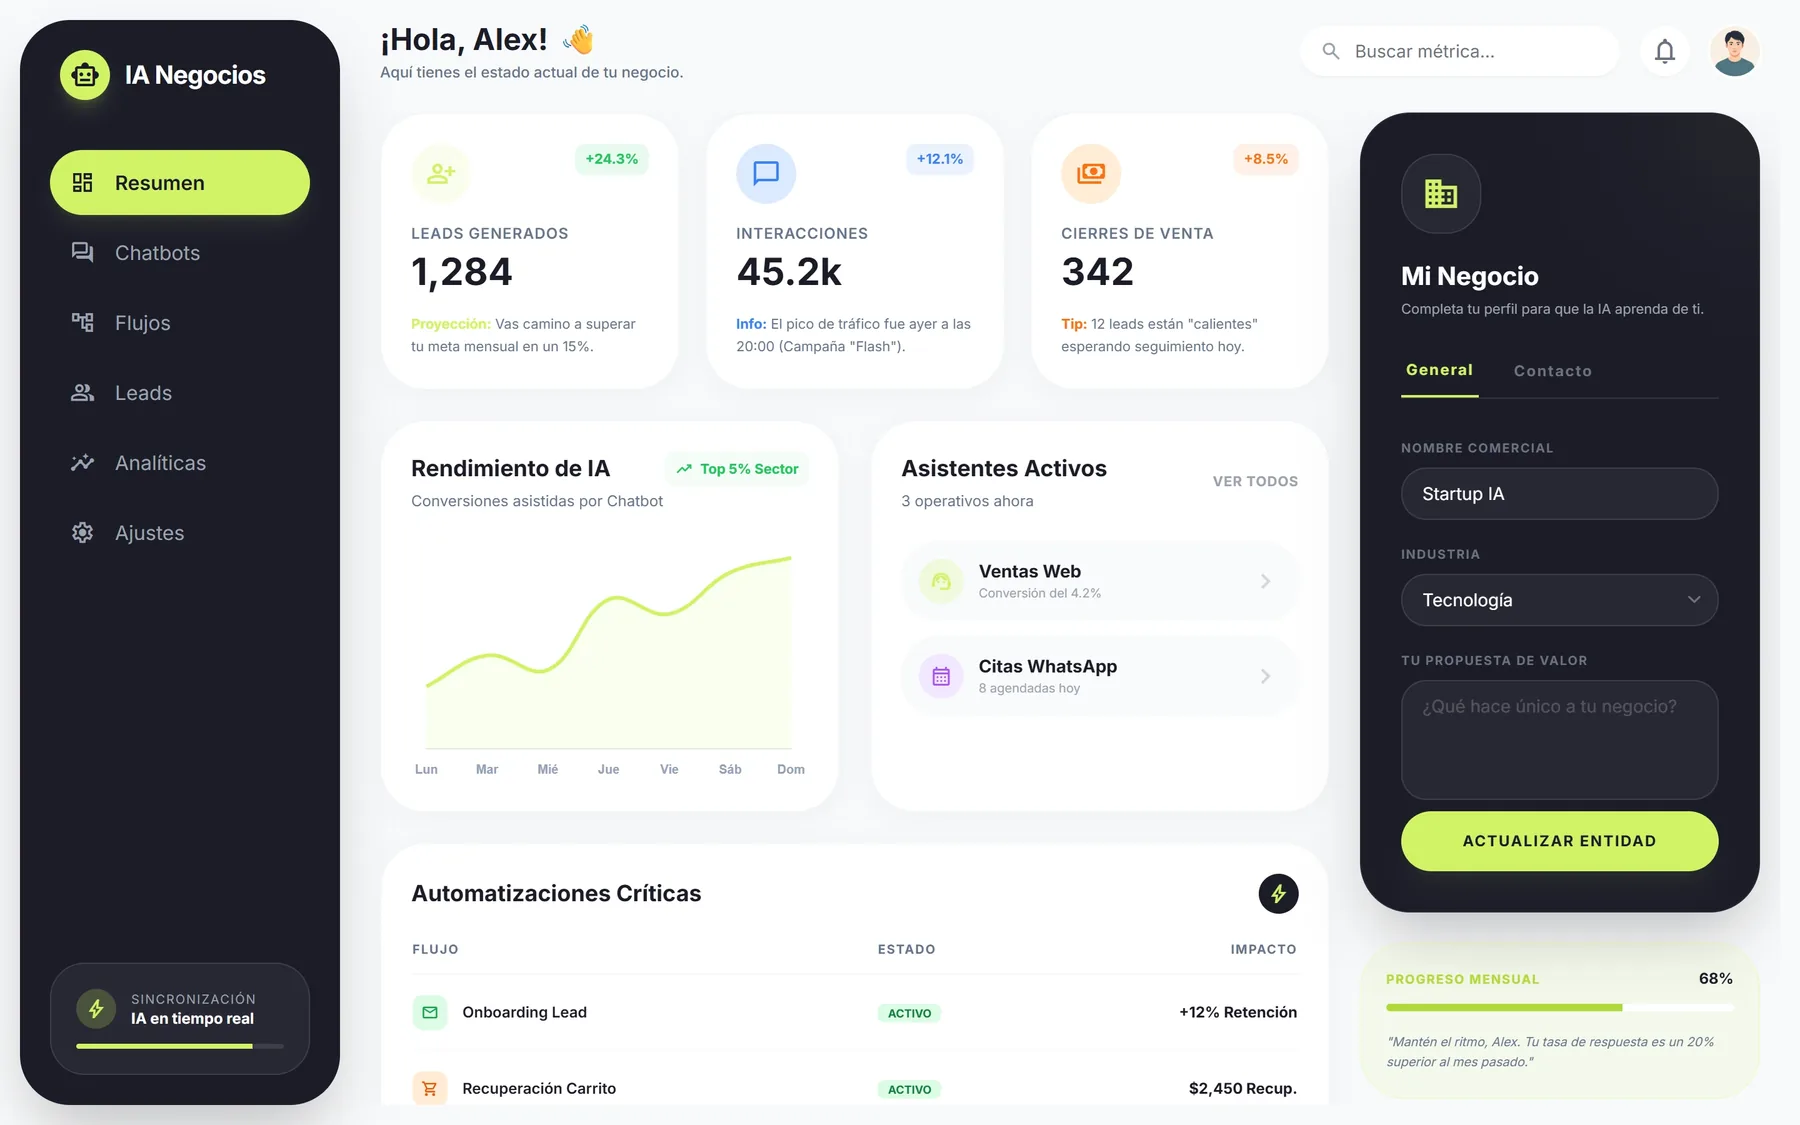 IA Negocios
Resumen
Chatbots
Flujos
Leads
Analíticas
Ajustes
SINCRONIZACIÓN
IA en tiempo real
¡Hola, Alex! 👋
Aquí tienes el estado actual de tu negocio.
Buscar métrica...
+24.3%
LEADS GENERADOS
1,284
Proyección: Vas camino a superar
tu meta mensual en un 15%.
+12.1%
INTERACCIONES
45.2k
Info: El pico de tráfico fue ayer a las
20:00 (Campaña "Flash").
+8.5%
CIERRES DE VENTA
342
Tip: 12 leads están "calientes"
esperando seguimiento hoy.
Rendimiento de IA
Top 5% Sector
Conversiones asistidas por Chatbot
Lun Mar Mié Jue Vie Sáb Dom
Asistentes Activos
VER TODOS
3 operativos ahora
Ventas Web
Conversión del 4.2%
Citas WhatsApp
8 agendadas hoy
Automatizaciones Críticas
FLUJO ESTADO IMPACTO
Onboarding Lead ACTIVO +12% Retención
Recuperación Carrito ACTIVO $2,450 Recup.
Mi Negocio
Completa tu perfil para que la IA aprenda de ti.
General Contacto
NOMBRE COMERCIAL
Startup IA
INDUSTRIA
Tecnología
TU PROPUESTA DE VALOR
¿Qué hace único a tu negocio?
ACTUALIZAR ENTIDAD
PROGRESO MENSUAL 68%
"Mantén el ritmo, Alex. Tu tasa de respuesta es un 20%
superior al mes pasado."